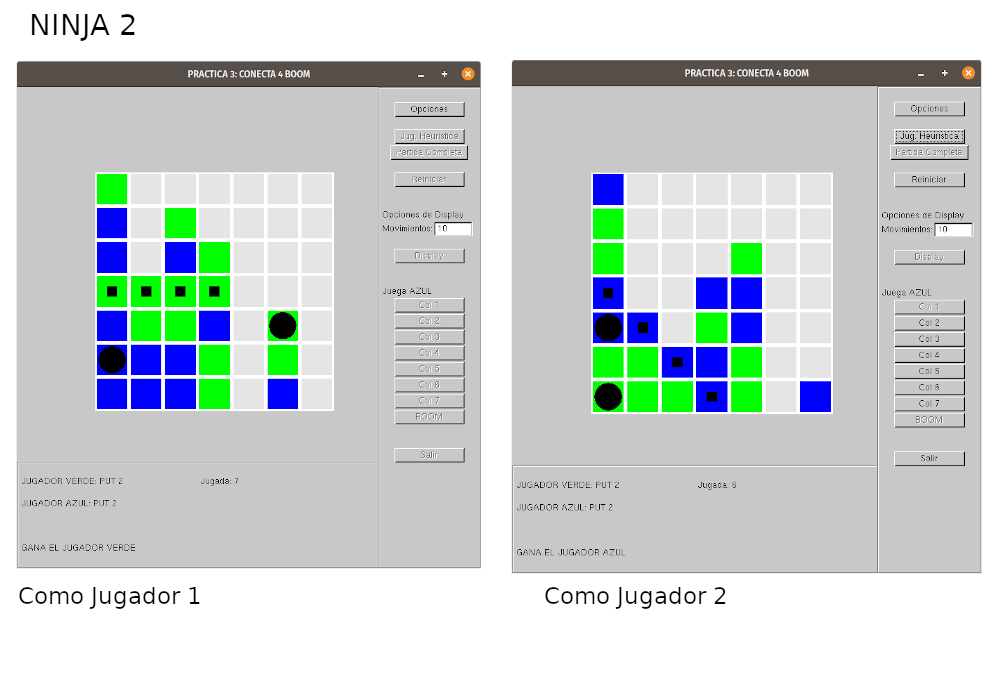 NINJA 2
PRACTICA 3: CONECTA 4 BOOM
Opciones
Jug. Heuristica
Partida Completa
Reiniciar
Opciones de Display
Movimientos: 10
Display
Juega AZUL
Col 1
Col 2
Col 3
Col 4
Col 5
Col 6
Col 7
BOOM
Salir
JUGADOR VERDE: PUT 2 Jugada: 7
JUGADOR AZUL: PUT 2
GANA EL JUGADOR VERDE
Como Jugador 1
PRACTICA 3: CONECTA 4 BOOM
Opciones
Jug. Heuristica
Partida Completa
Reiniciar
Opciones de Display
Movimientos: 10
Display
Juega AZUL
Col 1
Col 2
Col 3
Col 4
Col 5
Col 6
Col 7
BOOM
Salir
JUGADOR VERDE: PUT 2 Jugada: 6
JUGADOR AZUL: PUT 2
GANA EL JUGADOR AZUL
Como Jugador 2